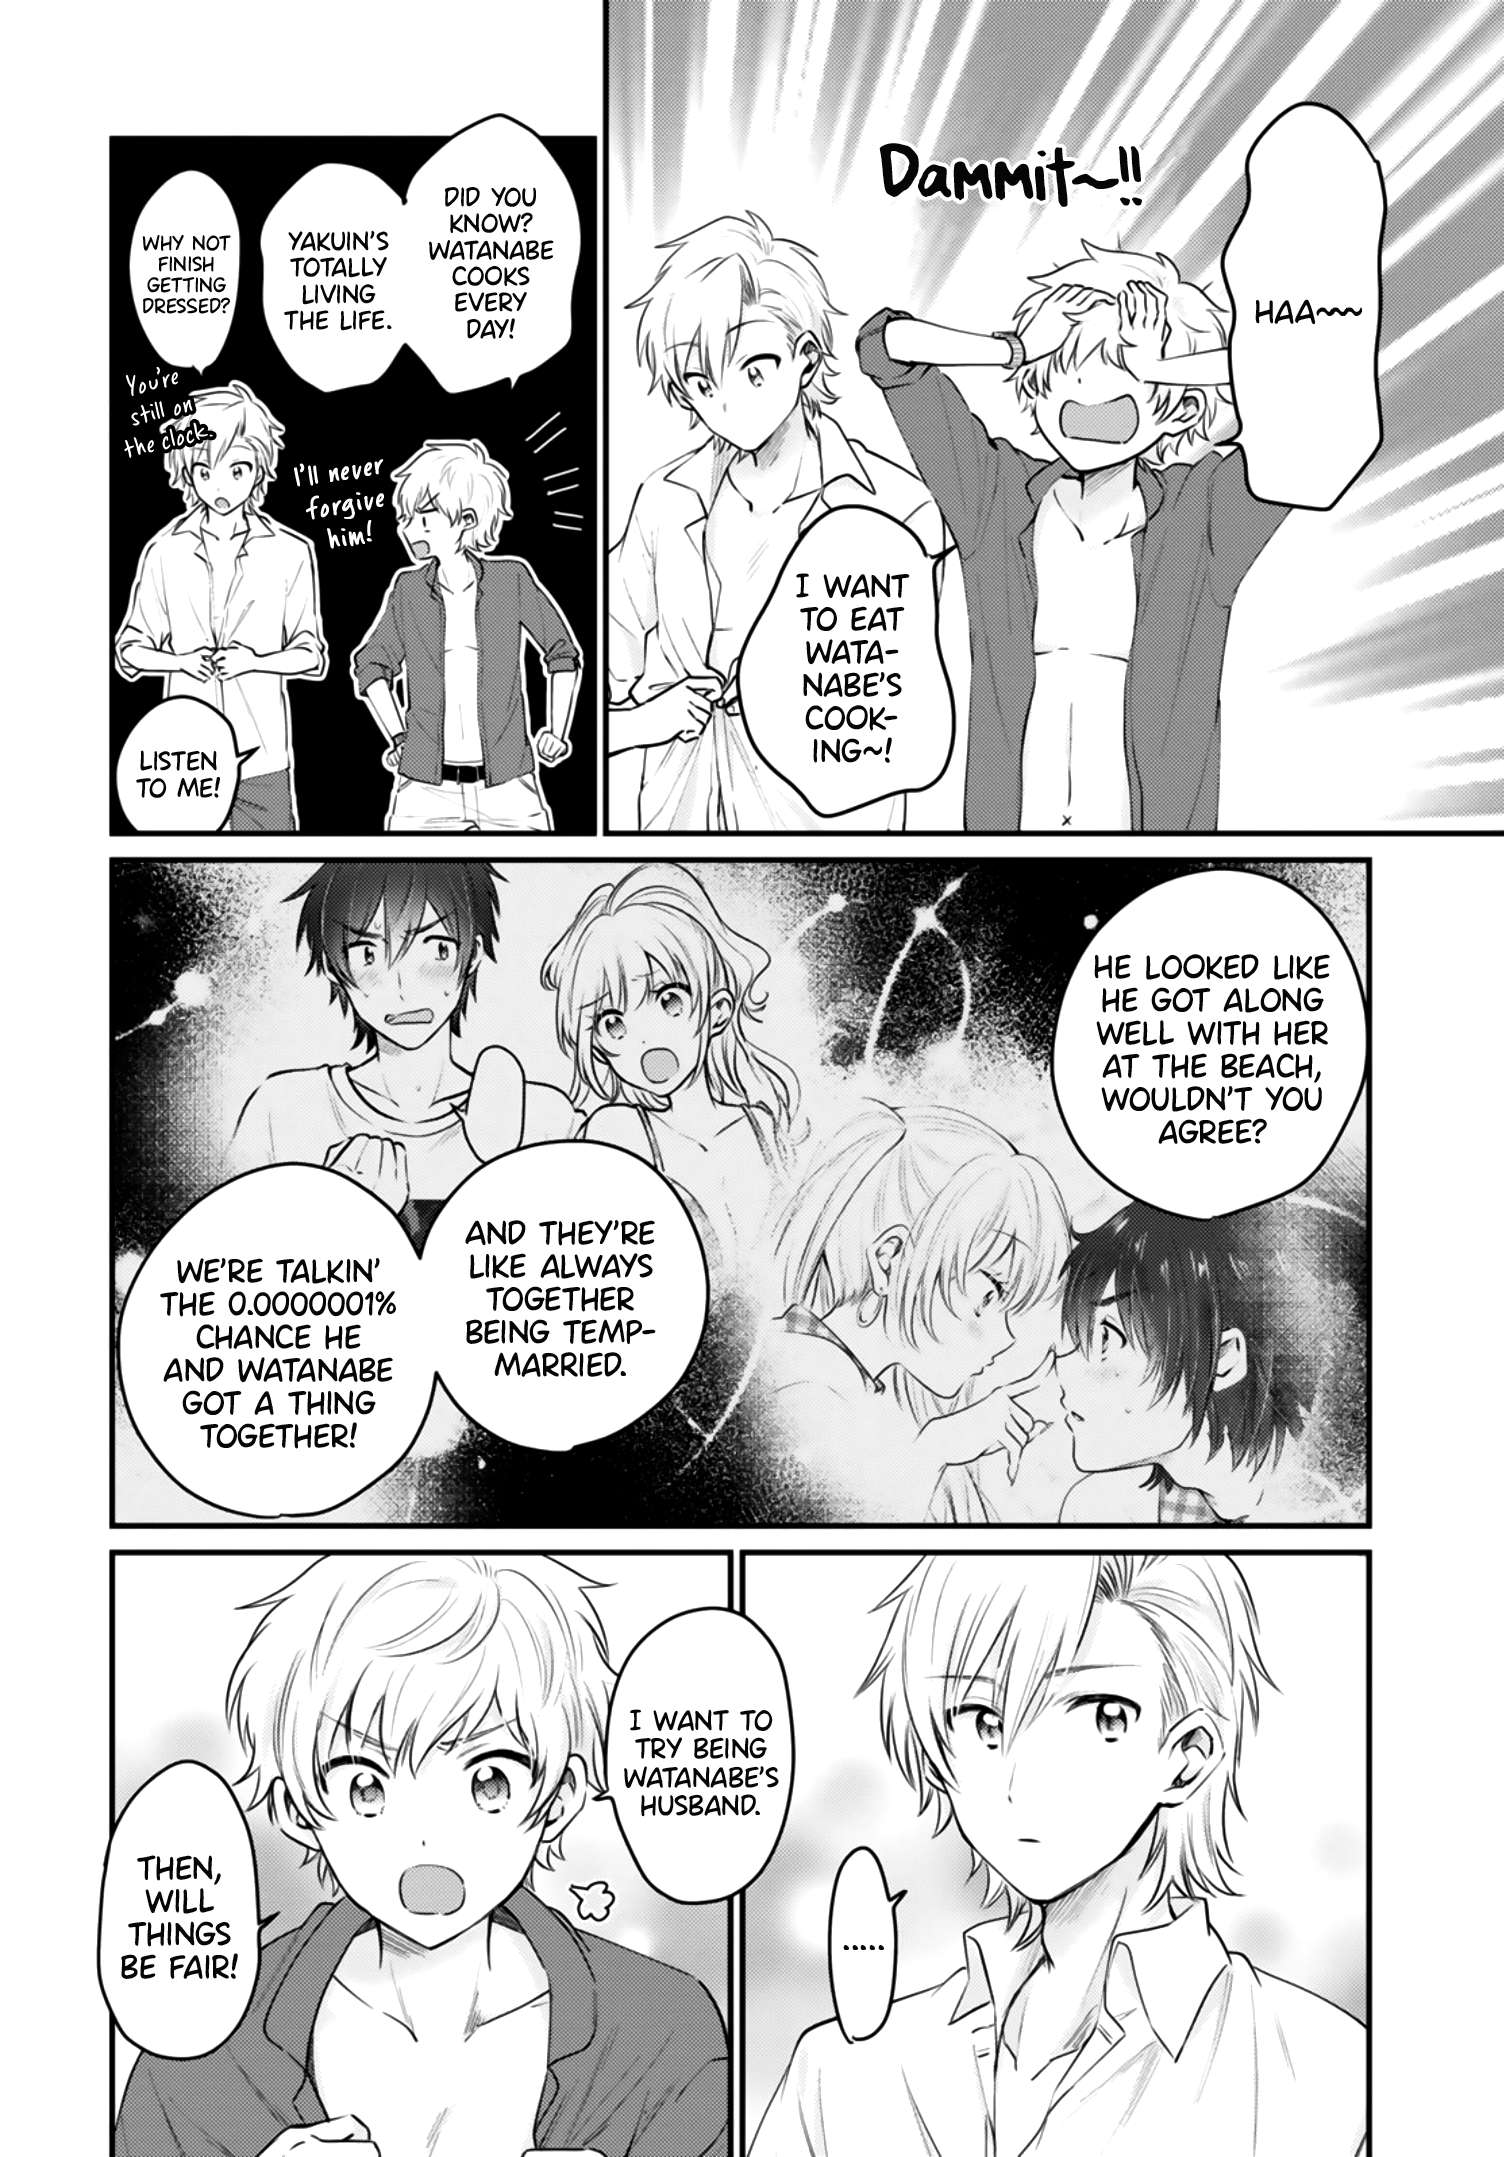 HAA~~~
Dammit~!!
I WANT
TO EAT
WATA-
NABE'S
COOK-
ING~!
DID YOU
KNOW?
WATANABE
COOKS
EVERY
DAY!
YAKUIN'S
TOTALLY
LIVING
THE LIFE.
I'll never
forgive
him!
WHY NOT
FINISH
GETTING
DRESSED?
You're
still on
the clock.
LISTEN
TO ME!
HE LOOKED LIKE
HE GOT ALONG
WELL WITH HER
AT THE BEACH,
WOULDN'T YOU
AGREE?
AND THEY'RE
LIKE ALWAYS
TOGETHER
BEING TEMP-
MARRIED.
WE'RE TALKIN'
THE 0.0000001%
CHANCE HE
AND WATANABE
GOT A THING
TOGETHER!
.....
I WANT TO
TRY BEING
WATANABE'S
HUSBAND.
THEN,
WILL
THINGS
BE FAIR!